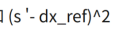 (s '- dx_ref)^2